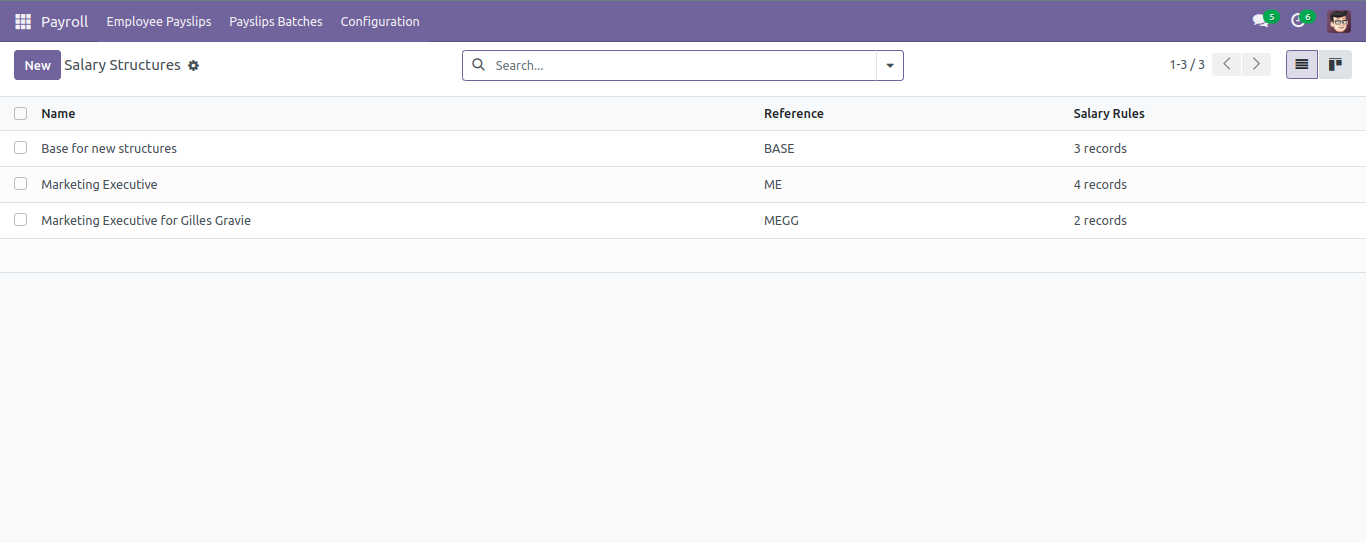 Payroll Employee Payslips Payslips Batches Configuration 5 6
New Salary Structures Search... 1-3 / 3
Name Reference Salary Rules
Base for new structures BASE 3 records
Marketing Executive ME 4 records
Marketing Executive for Gilles Gravie MEGG 2 records